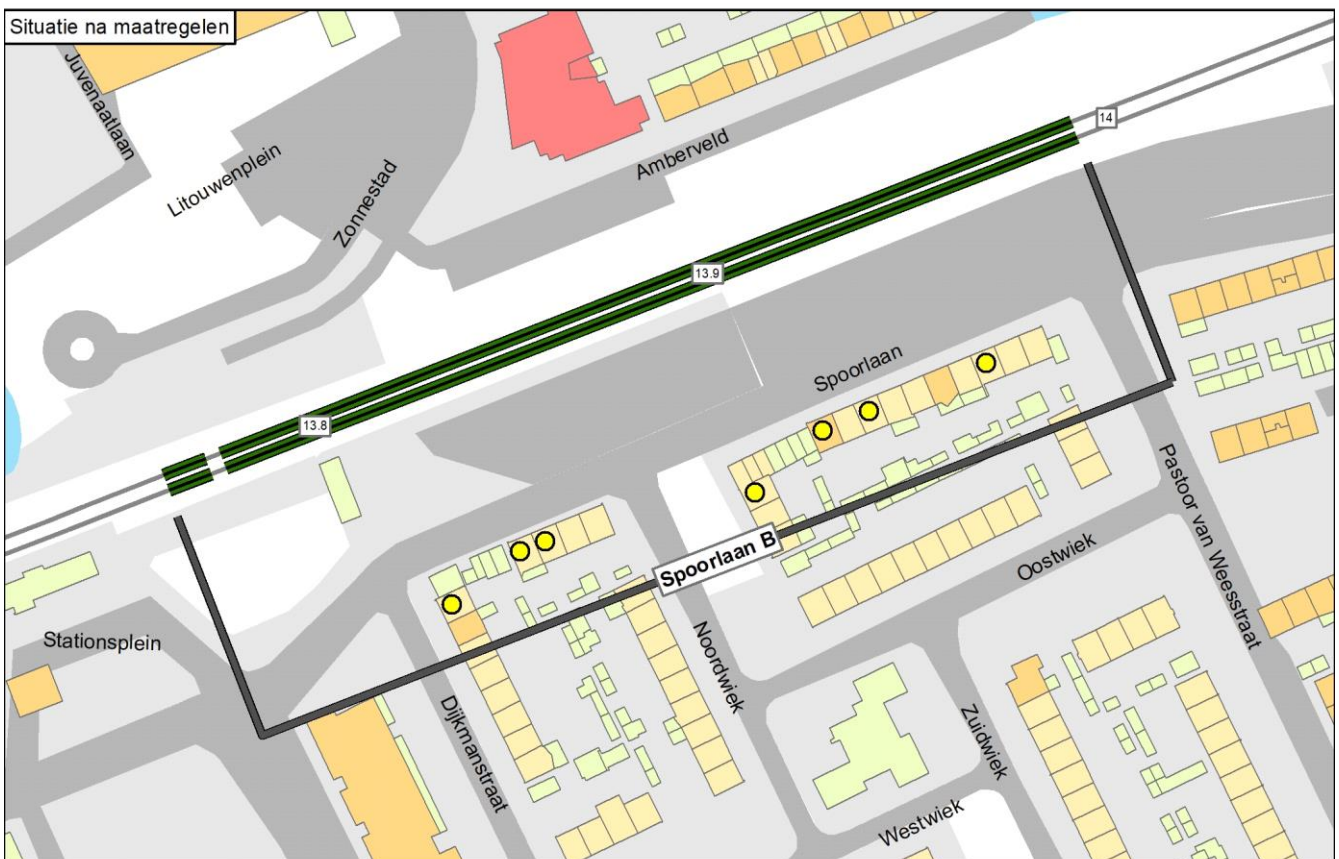 Situatie na maatregelen
Juvenaatlaan
Litouwenplein
Zonnestad
Amberveld
14
13.9
13.8
Spoorlaan
Spoorlaan B
Stationsplein
Dijkmanstraat
Noordwiek
Oostwiek
Pastoor van Weesstraat
Zuidwiek
Westwiek